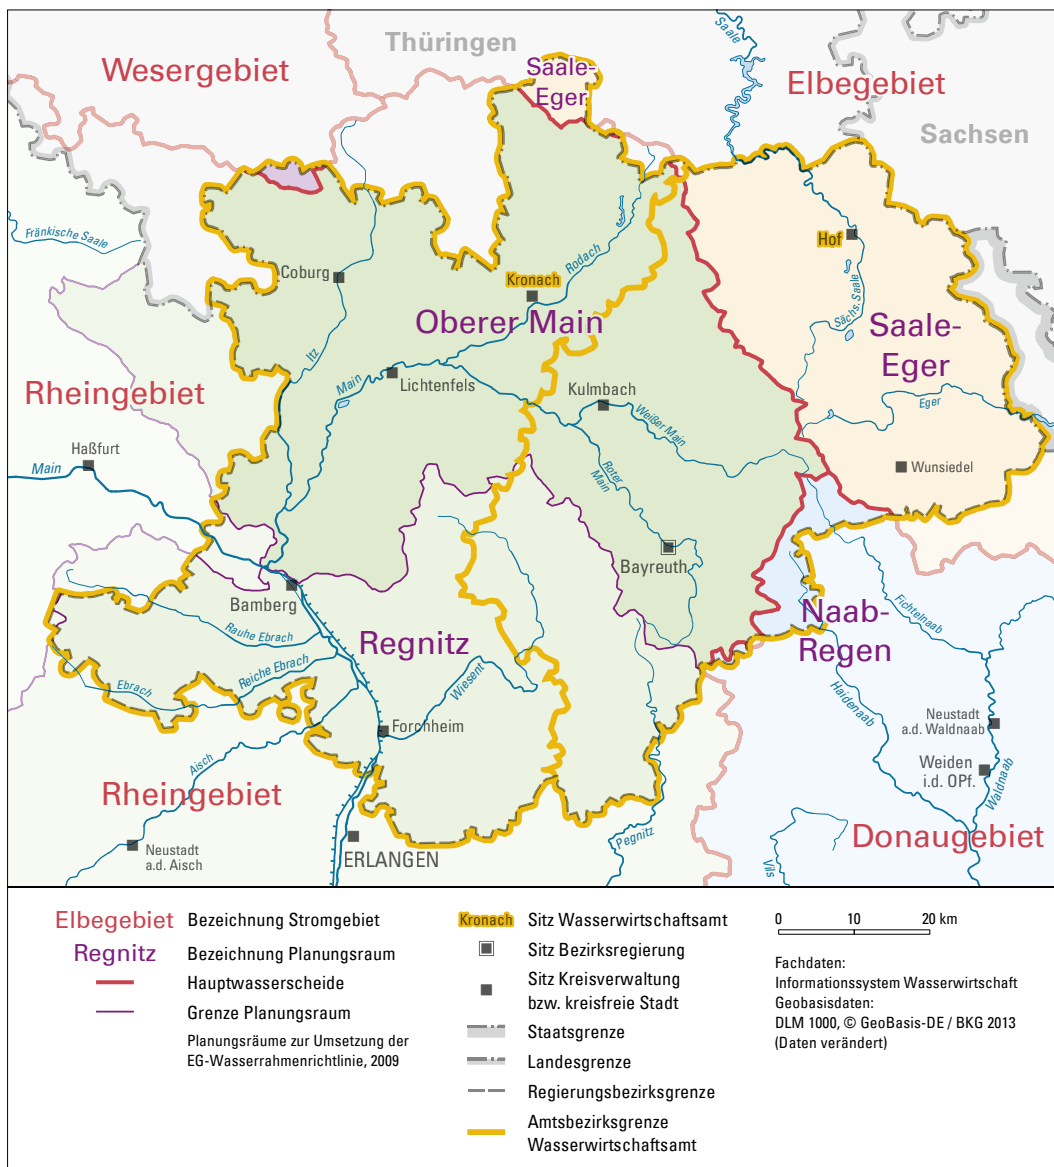 Thüringen
Wesergebiet
Saale-
Eger
Saale
Elbegebiet
Sachsen
Fränkische Saale
Hof
Coburg
Kronach
Rodach
Sächs. Saale
Oberer Main
Saale-
Eger
Itz
Main
Lichtenfels
Kulmbach
Rheingebiet
Weißer Main
Eger
Haßfurt
Main
Roter
Main
Wunsiedel
Bayreuth
Bamberg
Fichtelnaab
Naab-
Regen
Rauhe Ebrach
Regnitz
Reiche Ebrach
Ebrach
Wiesent
Haidenaab
Forchheim
Neustadt
a.d. Waldnaab
Aisch
Weiden
i.d. OPf.
Waldnaab
Rheingebiet
Pegnitz
Donaugebiet
Neustadt
a.d. Aisch
ERLANGEN
Vils
Elbegebiet Bezeichnung Stromgebiet
Regnitz Bezeichnung Planungsraum
Hauptwasserscheide
Grenze Planungsraum
Planungsräume zur Umsetzung der
EG-Wasserrahmenrichtlinie, 2009
Kronach Sitz Wasserwirtschaftsamt
Sitz Bezirksregierung
Sitz Kreisverwaltung
bzw. kreisfreie Stadt
Staatsgrenze
Landesgrenze
Regierungsbezirksgrenze
Amtsbezirksgrenze
Wasserwirtschaftsamt
0 10 20 km
Fachdaten:
Informationssystem Wasserwirtschaft
Geobasisdaten:
DLM 1000, © GeoBasis-DE / BKG 2013
(Daten verändert)